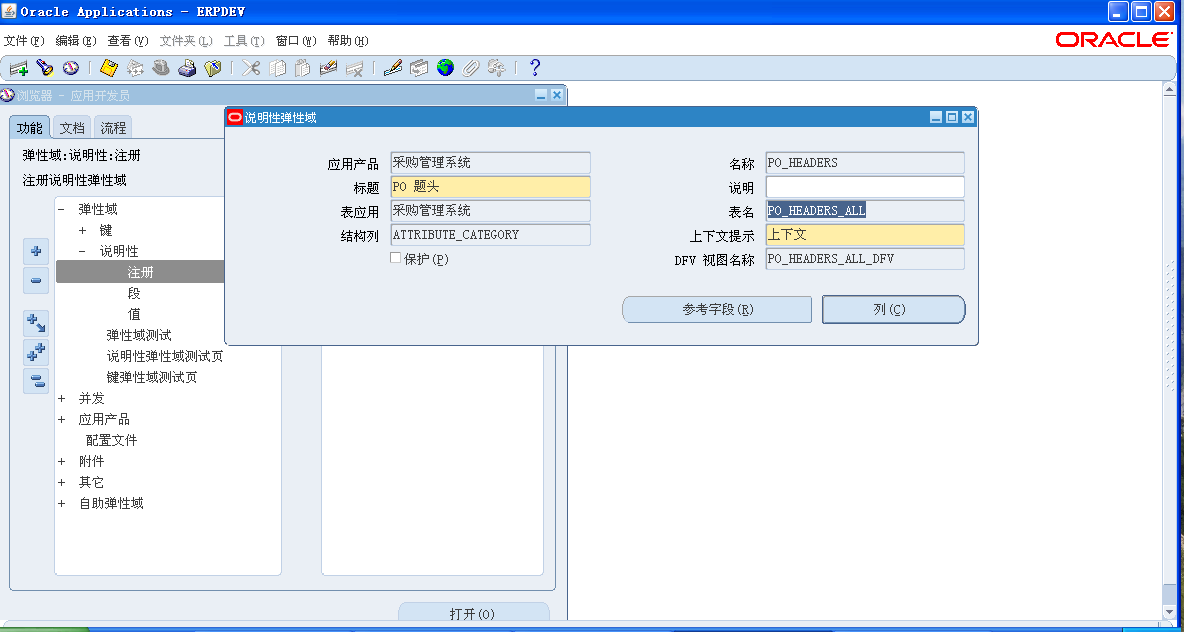 Oracle Applications - ERPDEV
文件(F) 编辑(E) 查看(V) 文件夹(L) 工具(T) 窗口(W) 帮助(H)
ORACLE
浏览器 - 应用开发员
功能 文档 流程
弹性域:说明性:注册
注册说明性弹性域
- 弹性域
+ 键
- 说明性
注册
段
值
弹性域测试
说明性弹性域测试页
键弹性域测试页
+ 并发
+ 应用产品
配置文件
+ 附件
+ 其它
+ 自助弹性域
打开(O)
说明性弹性域
应用产品 采购管理系统 名称 PO_HEADERS
标题 PO 题头 说明
表应用 采购管理系统 表名 PO_HEADERS_ALL
结构列 ATTRIBUTE_CATEGORY 上下文提示 上下文
保护(P) DFV 视图名称 PO_HEADERS_ALL_DFV
参考字段(R) 列(C)